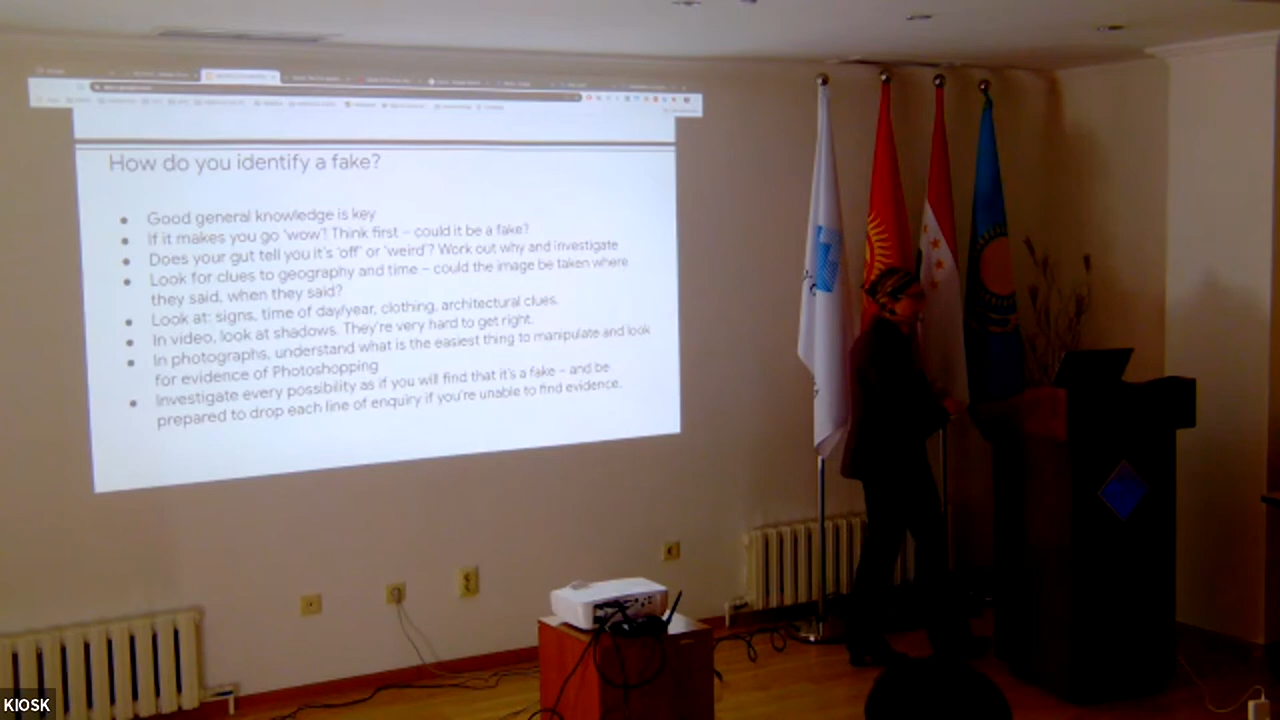 How do you identify a fake?
Good general knowledge is key
If it makes you go 'wow'! Think first – could it be a fake?
Does your gut tell you it's 'off' or 'weird'? Work out why and investigate
Look for clues to geography and time – could the image be taken where
they said, when they said?
Look at: signs, time of day/year, clothing, architectural clues.
In video, look at shadows. They're very hard to get right.
In photographs, understand what is the easiest thing to manipulate and look
for evidence of Photoshopping
Investigate every possibility as if you will find that it's a fake – and be
prepared to drop each line of enquiry if you're unable to find evidence.
KIOSK